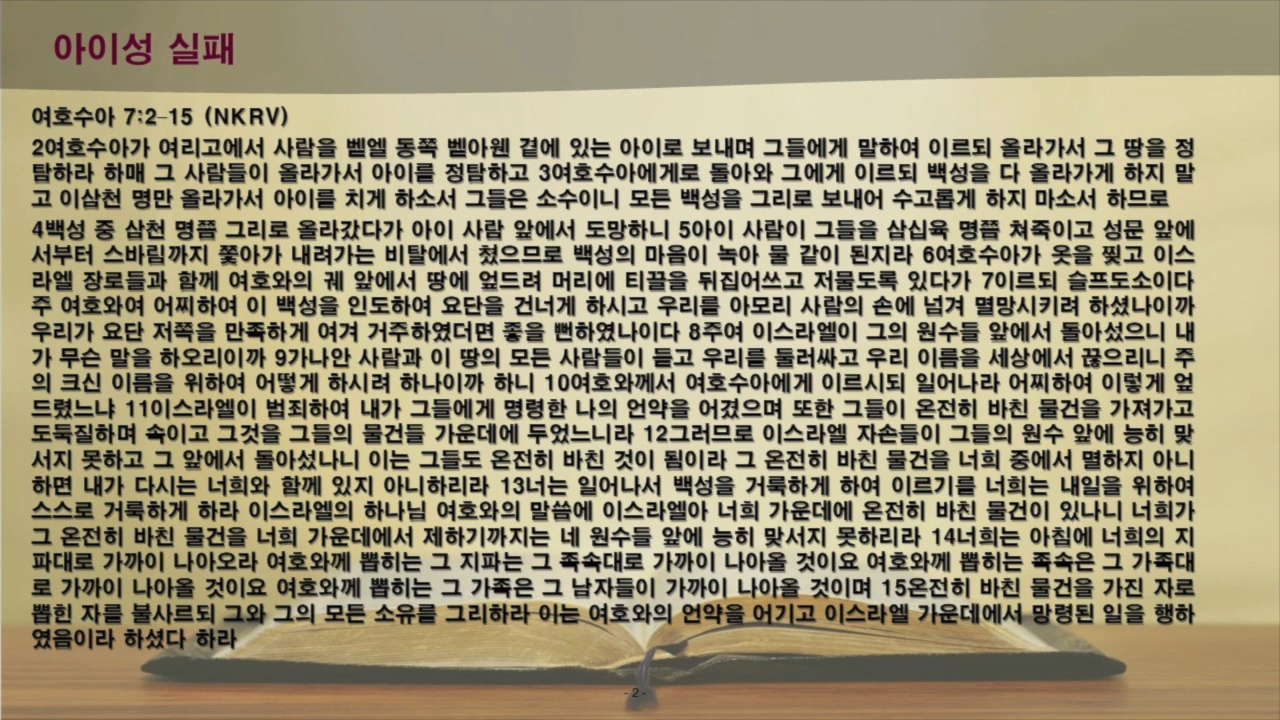 아이성 실패
여호수아 7:2-15 (NKRV)
2여호수아가 여리고에서 사람을 벧엘 동쪽 벧아웬 곁에 있는 아이로 보내며 그들에게 말하여 이르되 올라가서 그 땅을 정
탐하라 하매 그 사람들이 올라가서 아이를 정탐하고 3여호수아에게로 돌아와 그에게 이르되 백성을 다 올라가게 하지 말
고 이삼천 명만 올라가서 아이를 치게 하소서 그들은 소수이니 모든 백성을 그리로 보내어 수고롭게 하지 마소서 하므로
4백성 중 삼천 명쯤 그리로 올라갔다가 아이 사람 앞에서 도망하니 5아이 사람이 그들을 삼십육 명쯤 쳐죽이고 성문 앞에
서부터 스바림까지 쫓아가 내려가는 비탈에서 쳤으므로 백성의 마음이 녹아 물 같이 된지라 6여호수아가 옷을 찢고 이스
라엘 장로들과 함께 여호와의 궤 앞에서 땅에 엎드려 머리에 티끌을 뒤집어쓰고 저물도록 있다가 7이르되 슬프도소이다
주 여호와여 어찌하여 이 백성을 인도하여 요단을 건너게 하시고 우리를 아모리 사람의 손에 넘겨 멸망시키려 하셨나이까
우리가 요단 저쪽을 만족하게 여겨 거주하였더면 좋을 뻔하였나이다 8주여 이스라엘이 그의 원수들 앞에서 돌아섰으니 내
가 무슨 말을 하오리이까 9가나안 사람과 이 땅의 모든 사람들이 듣고 우리를 둘러싸고 우리 이름을 세상에서 끊으리니 주
의 크신 이름을 위하여 어떻게 하시려 하나이까 하니 10여호와께서 여호수아에게 이르시되 일어나라 어찌하여 이렇게 엎
드렸느냐 11이스라엘이 범죄하여 내가 그들에게 명령한 나의 언약을 어겼으며 또한 그들이 온전히 바친 물건을 가져가고
도둑질하며 속이고 그것을 그들의 물건들 가운데에 두었느니라 12그러므로 이스라엘 자손들이 그들의 원수 앞에 능히 맞
서지 못하고 그 앞에서 돌아섰나니 이는 그들도 온전히 바친 것이 됨이라 그 온전히 바친 물건을 너희 중에서 멸하지 아니
하면 내가 다시는 너희와 함께 있지 아니하리라 13너는 일어나서 백성을 거룩하게 하여 이르기를 너희는 내일을 위하여
스스로 거룩하게 하라 이스라엘의 하나님 여호와의 말씀에 이스라엘아 너희 가운데에 온전히 바친 물건이 있나니 너희가
그 온전히 바친 물건을 너희 가운데에서 제하기까지는 네 원수들 앞에 능히 맞서지 못하리라 14너희는 아침에 너희의 지
파대로 가까이 나아오라 여호와께 뽑히는 그 지파는 그 족속대로 가까이 나아올 것이요 여호와께 뽑히는 족속은 그 가족대
로 가까이 나아올 것이요 여호와께 뽑히는 그 가족은 그 남자들이 가까이 나아올 것이며 15온전히 바친 물건을 가진 자로
뽑힌 자를 불사르되 그와 그의 모든 소유를 그리하라 이는 여호와의 언약을 어기고 이스라엘 가운데에서 망령된 일을 행하
였음이라 하셨다 하라
- 2 -